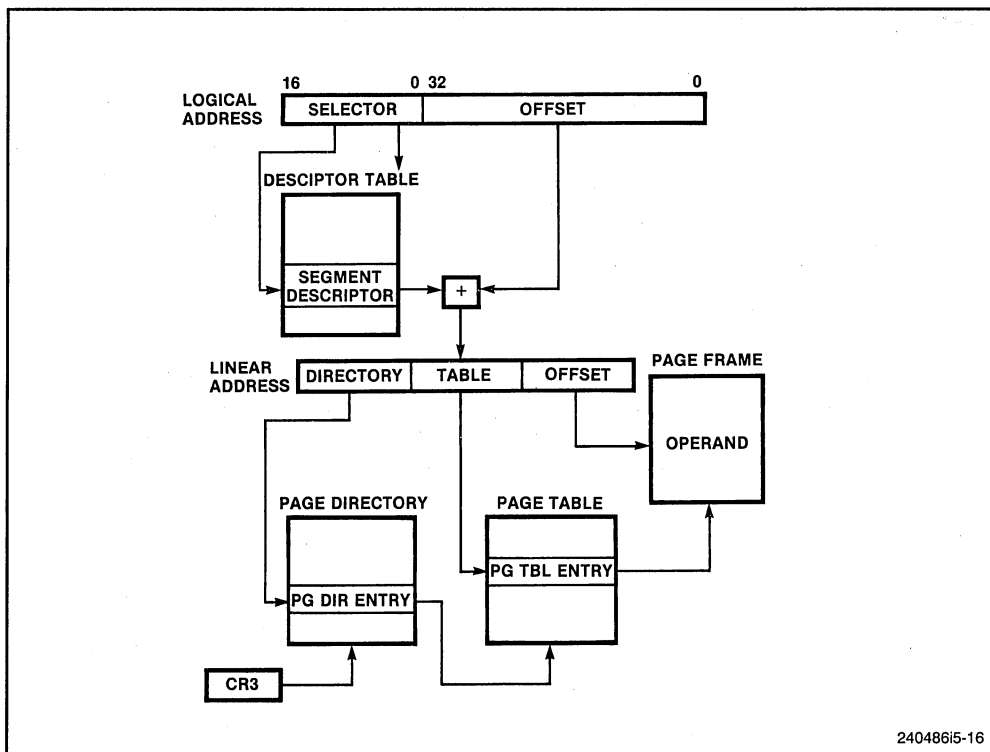 16 0 32 0
LOGICAL
ADDRESS
SELECTOR OFFSET
DESCIPTOR TABLE
SEGMENT
DESCRIPTOR
+
LINEAR
ADDRESS
DIRECTORY TABLE OFFSET
PAGE FRAME
OPERAND
PAGE DIRECTORY PAGE TABLE
PG TBL ENTRY
PG DIR ENTRY
CR3
240486i5-16